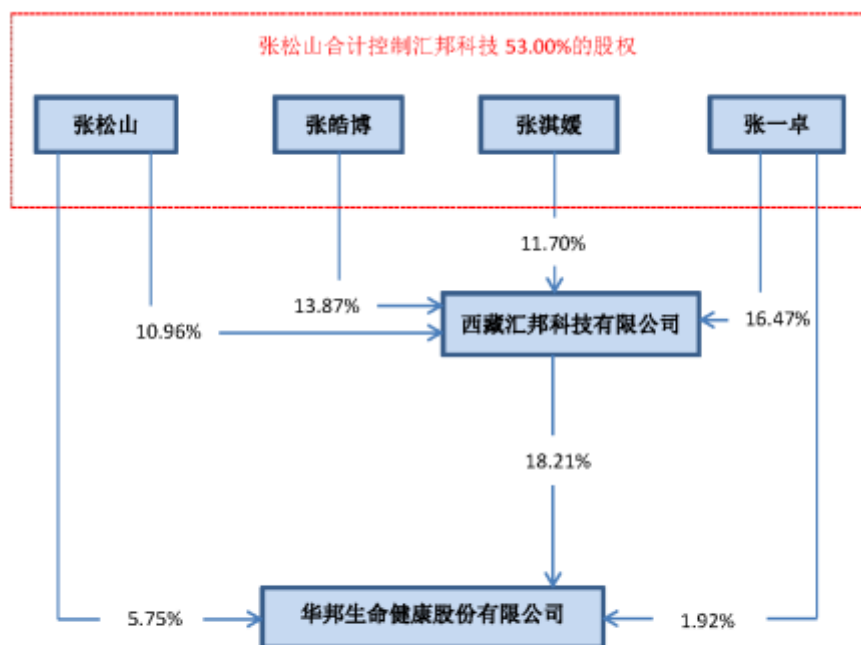 张松山合计控制汇邦科技 53.00%的股权
张松山
张皓博
张淇媛
张一卓
11.70%
13.87%
西藏汇邦科技有限公司
16.47%
10.96%
18.21%
华邦生命健康股份有限公司
5.75%
1.92%